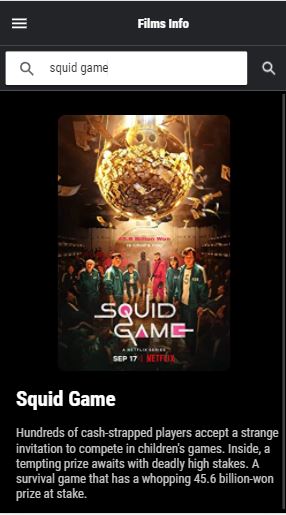 Films Info
squid game
45.6 Billion Won
SQUID
GAME
A NETFLIX SERIES
SEP 17 | NETFLIX
Squid Game
Hundreds of cash-strapped players accept a strange
invitation to compete in children's games. Inside, a
tempting prize awaits with deadly high stakes. A
survival game that has a whopping 45.6 billion-won
prize at stake.